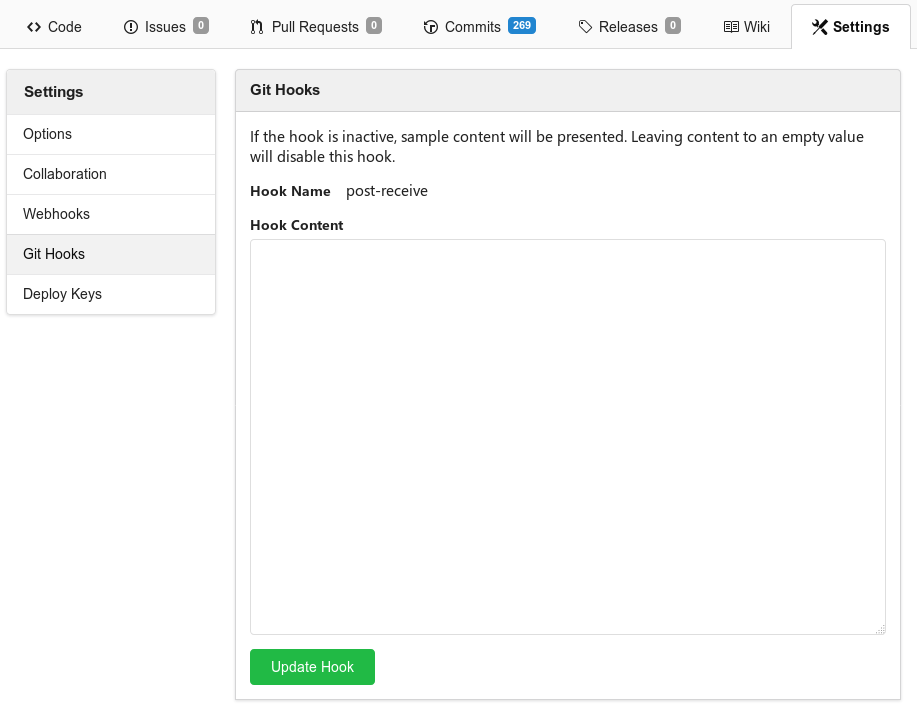 Code Issues 0 Pull Requests 0 Commits 269 Releases 0 Wiki Settings
Settings
Options
Collaboration
Webhooks
Git Hooks
Deploy Keys
Git Hooks
If the hook is inactive, sample content will be presented. Leaving content to an empty value
will disable this hook.
Hook Name post-receive
Hook Content
Update Hook